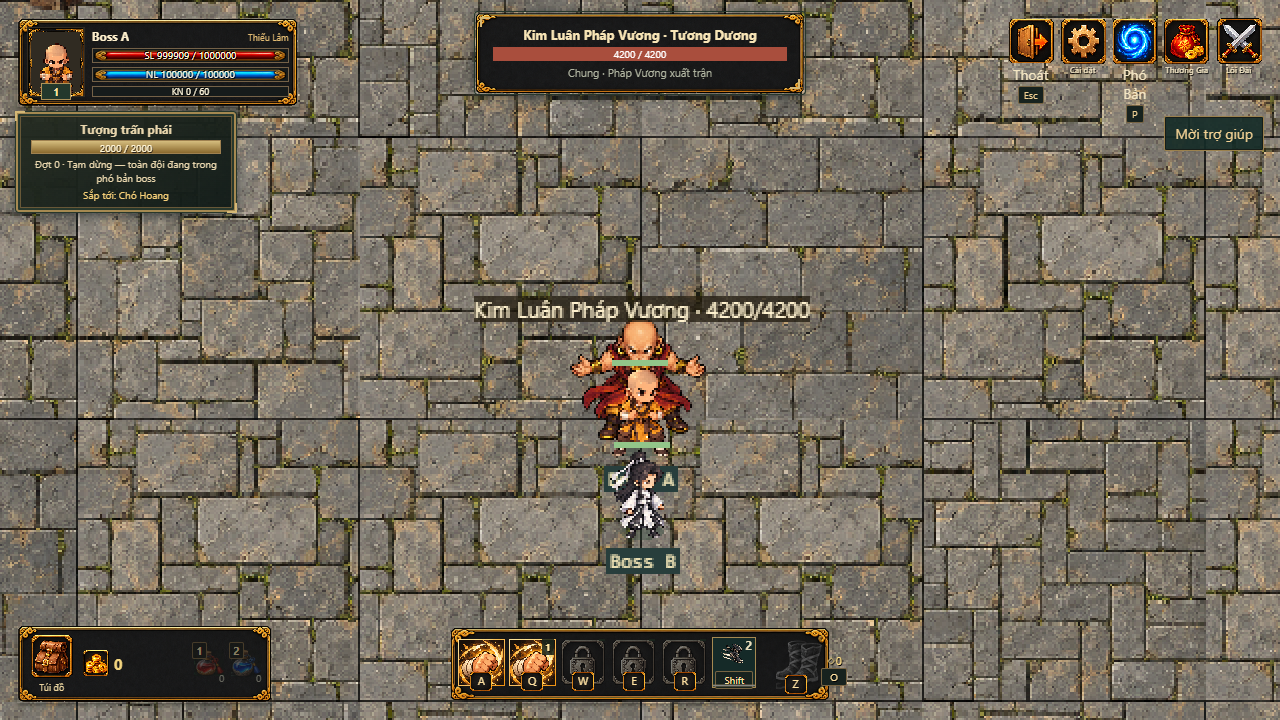 Boss A
Thiếu Lâm
SL 999909 / 1000000
NL 100000 / 100000
KN 0 / 60
1
Tượng trấn phái
2000 / 2000
Đợt 0 · Tạm dừng — toàn đội đang trong
phó bản boss
Sắp tới: Chó Hoang
Kim Luân Pháp Vương - Tương Dương
4200 / 4200
Chung · Pháp Vương xuất trận
Thoát
Esc
Cài đặt
Phó
Bản
P
Thương Gia
Lôi Đài
Mời trợ giúp
Kim Luân Pháp Vương · 4200/4200
A
Boss B
Túi đồ
0
1
0
2
0
A
1
Q
W
E
R
2
Shift
Z
0
O